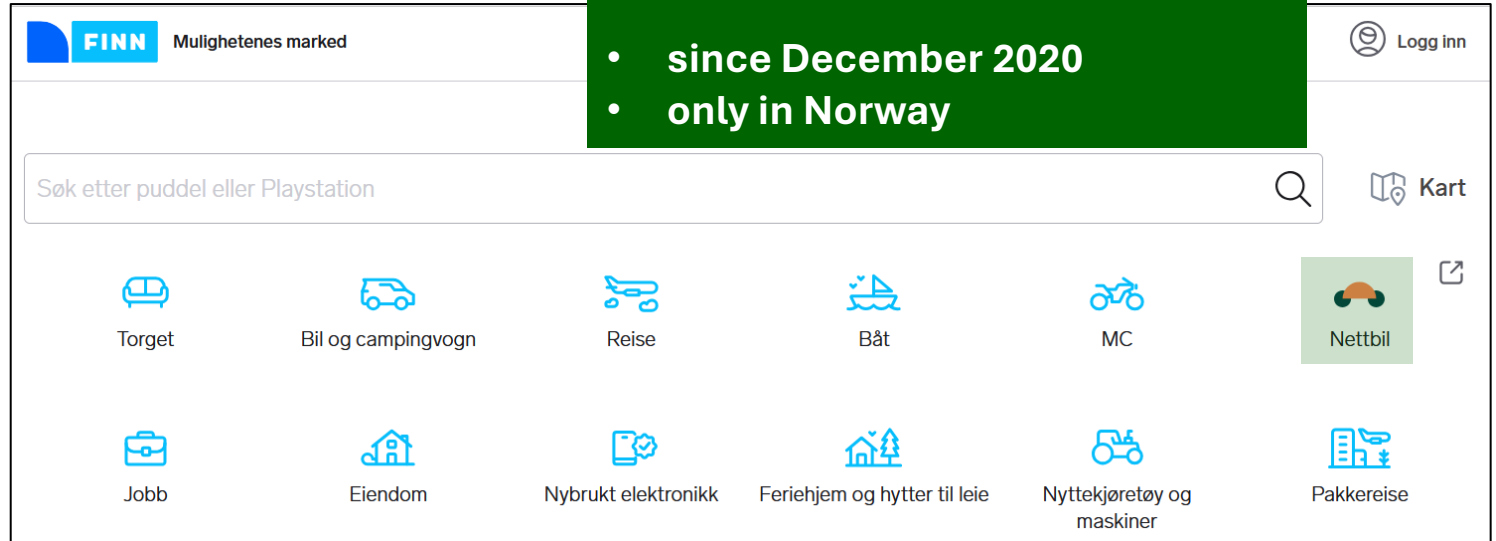 FINN Mulighetenes marked
• since December 2020
• only in Norway
Logg inn
Søk etter puddel eller Playstation
Kart
Torget
Bil og campingvogn
Reise
Båt
MC
Nettbil
Jobb
Eiendom
Nybrukt elektronikk
Feriehjem og hytter til leie
Nyttekjøretøy og
maskiner
Pakkereise